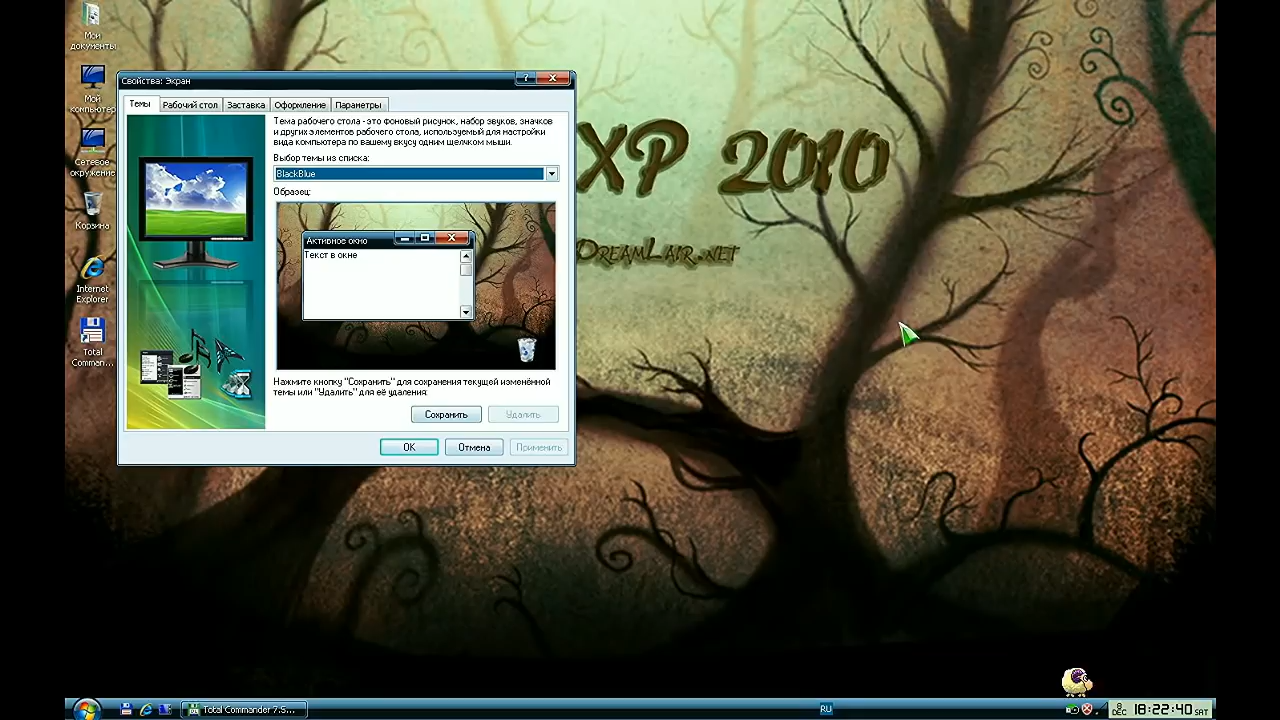 Мои
документы
Мой
компьютер
Сетевое
окружение
Корзина
Internet
Explorer
Total
Comman...
Свойства: Экран
Темы
Рабочий стол
Заставка
Оформление
Параметры
Тема рабочего стола - это фоновый рисунок, набор звуков, значков
и других элементов рабочего стола, используемый для настройки
вида компьютера по вашему вкусу одним щелчком мыши.
Выбор темы из списка:
BlackBlue
Образец:
Активное окно
Текст в окне
Нажмите кнопку "Сохранить" для сохранения текущей изменённой
темы или "Удалить" для её удаления:
Сохранить
Удалить
OK
Отмена
Применить
XP 2010
DreamLair.net
Total Commander 7.5...
RU
8
DEC
18:22:40 SAT